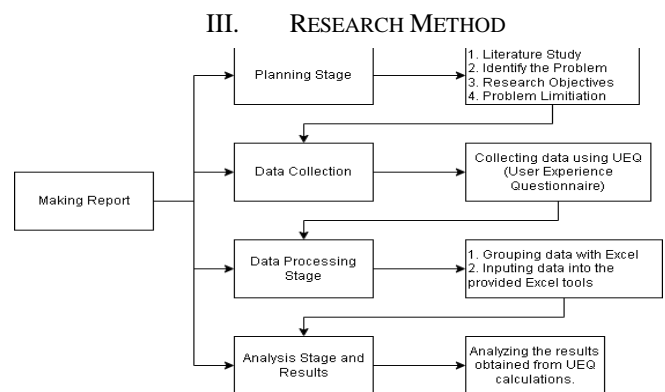 III. RESEARCH METHOD
Planning Stage
1. Literature Study
2. Identify the Problem
3. Research Objectives
4. Problem Limitiation
Data Collection
Collecting data using UEQ
(User Experience
Questionnaire)
Making Report
Data Processing
Stage
1. Grouping data with Excel
2. Inputing data into the
provided Excel tools
Analysis Stage and
Results
Analyzing the results
obtained from UEQ
calculations.